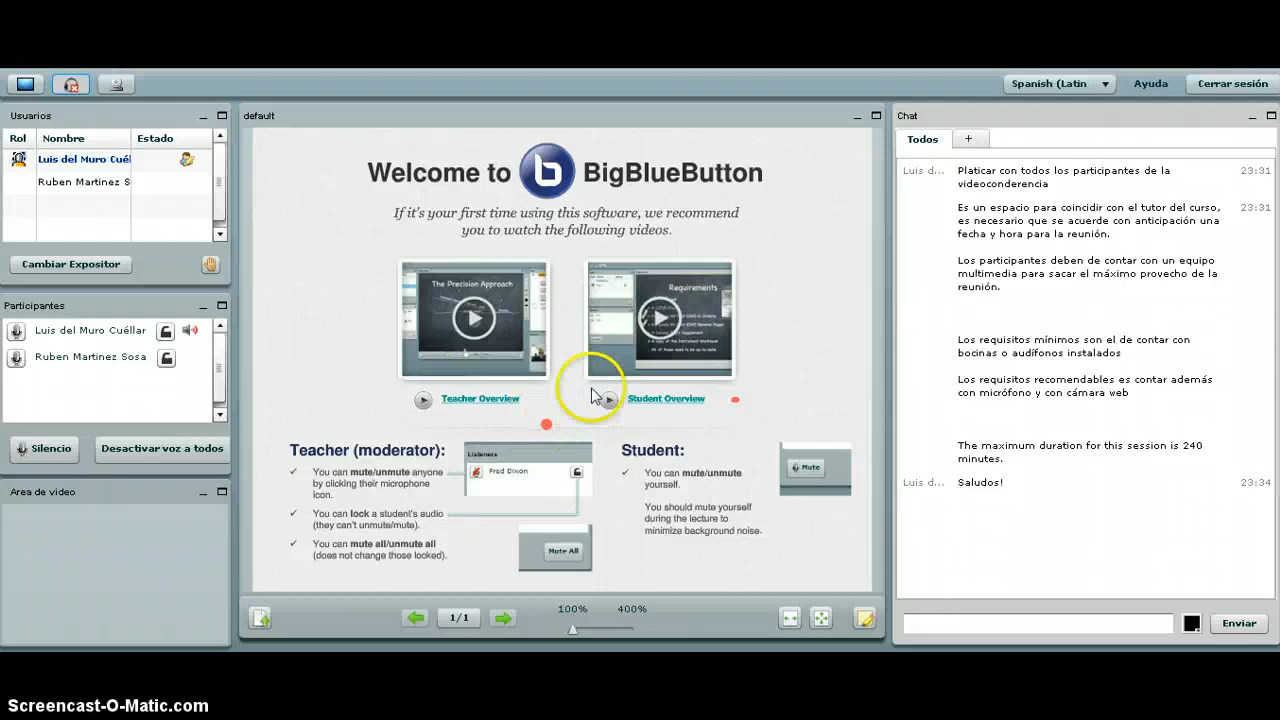 Spanish (Latin
Ayuda
Cerrar sesión
Usuarios
Rol Nombre Estado
Luis del Muro Cuél
Ruben Martinez S
Cambiar Expositor
Participantes
Luis del Muro Cuéllar
Ruben Martinez Sosa
Silencio
Desactivar voz a todos
Area de video
default
Welcome to BigBlueButton
If it's your first time using this software, we recommend
you to watch the following videos.
The Precision Approach
Requirements
Teacher Overview
Student Overview
Teacher (moderator):
✓ You can mute/unmute anyone
by clicking their microphone
icon.
✓ You can lock a student's audio
(they can't unmute/mute).
✓ You can mute all/unmute all
(does not change those locked).
Listeners
Fred Dixon
Mute All
Student:
✓ You can mute/unmute
yourself.
You should mute yourself
during the lecture to
minimize background noise.
Mute
1/1
100% 400%
Chat
Todos +
Luis d... Platicar con todos los participantes de la 23:31
videoconderencia
Es un espacio para coincidir con el tutor del curso, 23:31
es necesario que se acuerde con anticipación una
fecha y hora para la reunión.
Los participantes deben de contar con un equipo
multimedia para sacar el máximo provecho de la
reunión.
Los requisitos mínimos son el de contar con
bocinas o audífonos instalados
Los requisitos recomendables es contar además
con micrófono y con cámara web
The maximum duration for this session is 240
minutes.
Luis d... Saludos! 23:34
Enviar
Screencast-O-Matic.com